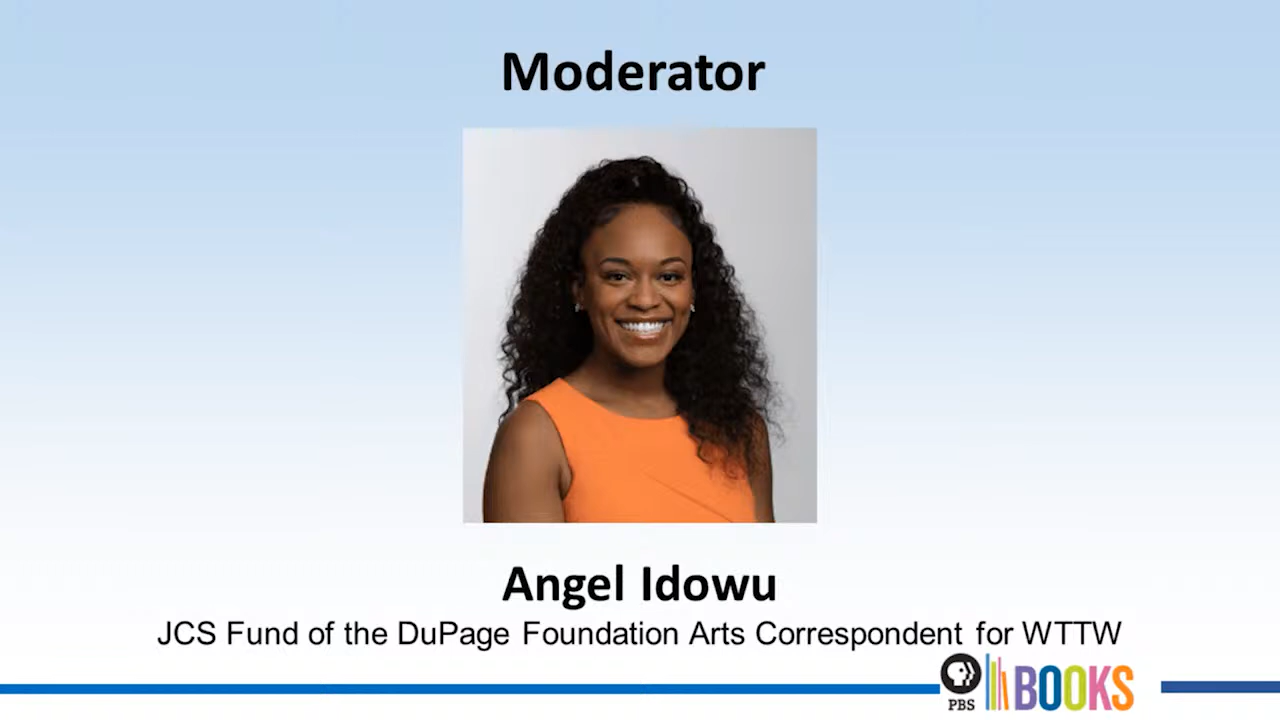 Moderator
Angel Idowu
JCS Fund of the DuPage Foundation Arts Correspondent for WTTW
PBS BOOKS